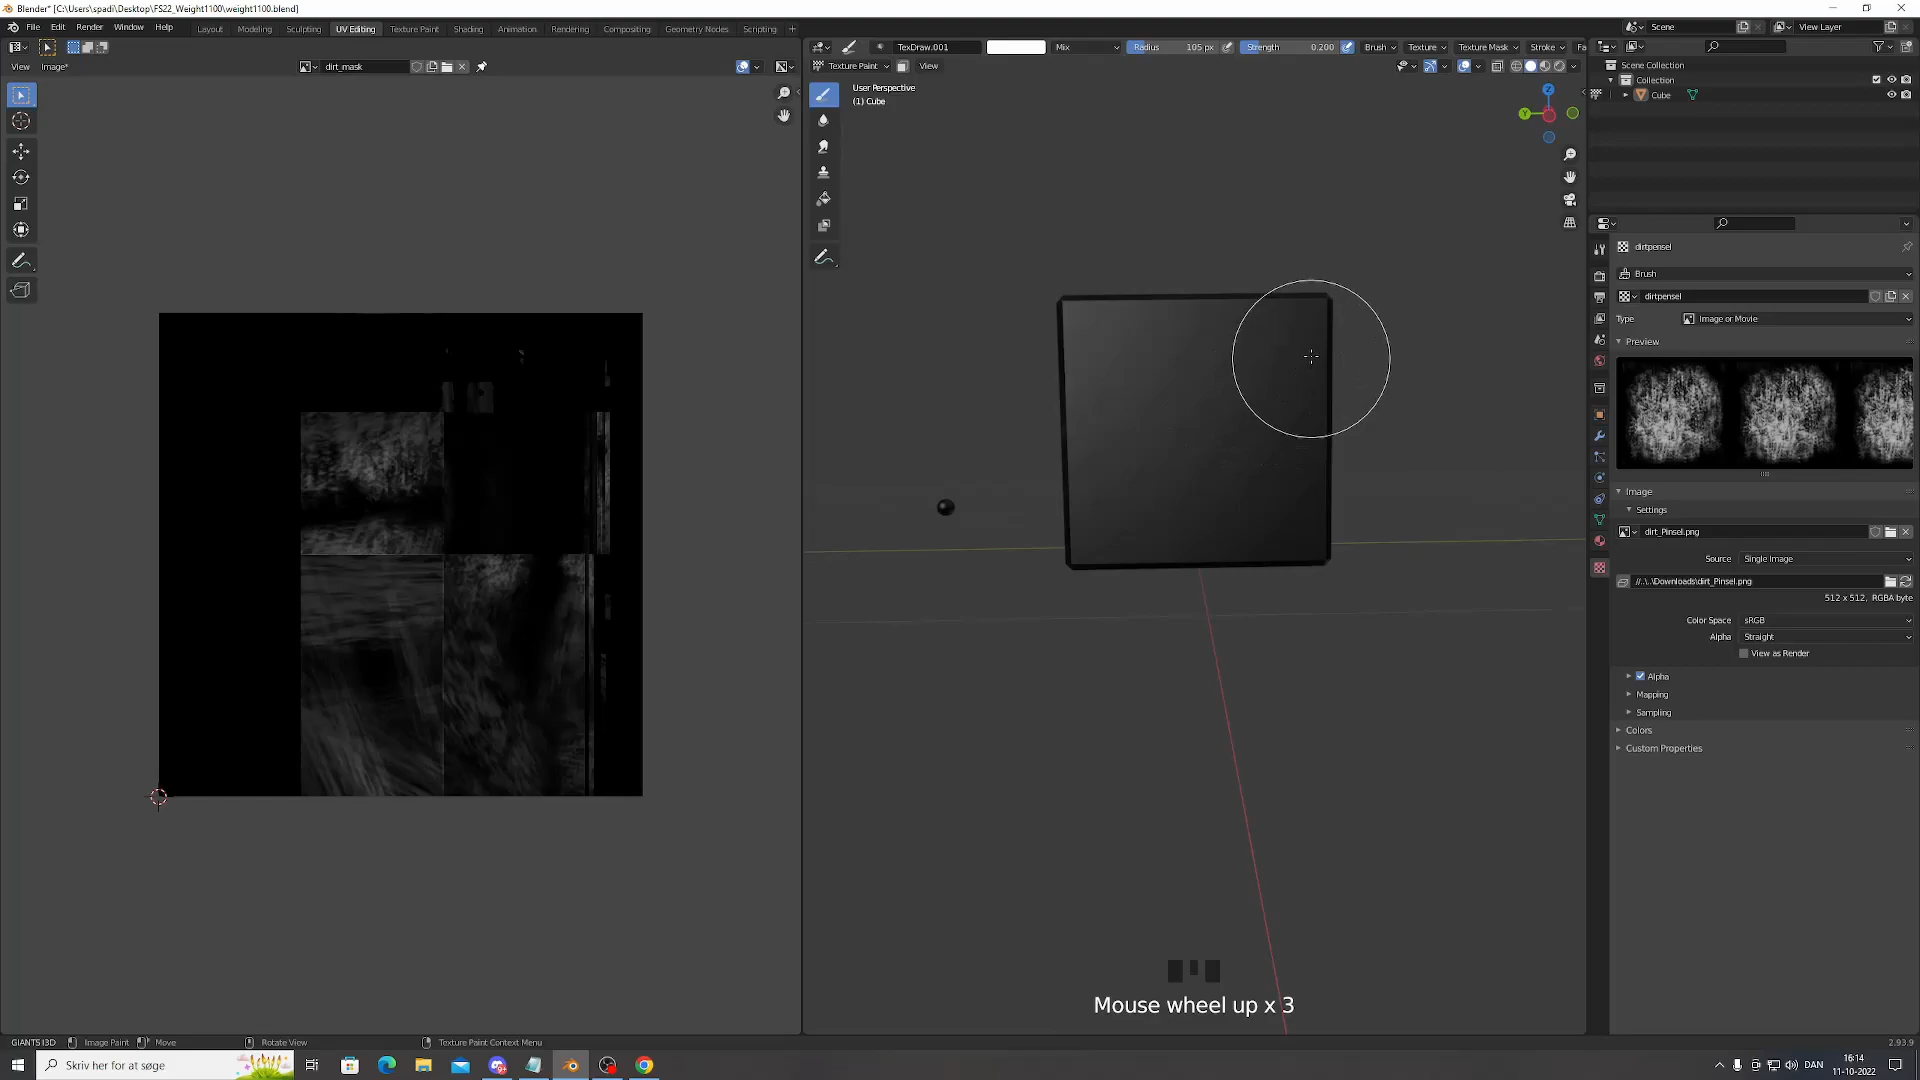 Blender* [C:\Users\spadi\Desktop\FS22_Weight1100\weight1100.blend]
File Edit Render Window Help
Layout Modeling Sculpting UV Editing Texture Paint Shading Animation Rendering Compositing Geometry Nodes Scripting +
Scene
View Layer
TexDraw.001
Mix
Radius 105 px
Strength 0.200
Brush
Texture
Texture Mask
Stroke
Fa
View Image*
dirt_mask
Texture Paint
View
User Perspective
(1) Cube
Z
Y
Scene Collection
Collection
Cube
dirtpensel
Brush
dirtpensel
Type Image or Movie
Preview
Image
Settings
dirt_Pinsel.png
Source Single Image
//..\..\Downloads\dirt_Pinsel.png
512 x 512, RGBA byte
Color Space sRGB
Alpha Straight
View as Render
Alpha
Mapping
Sampling
Colors
Custom Properties
Mouse wheel up x 3
GIANTS I3D
Image Paint
Move
Rotate View
Texture Paint Context Menu
2.93.9
Skriv her for at søge
DAN
16:14
11-10-2022